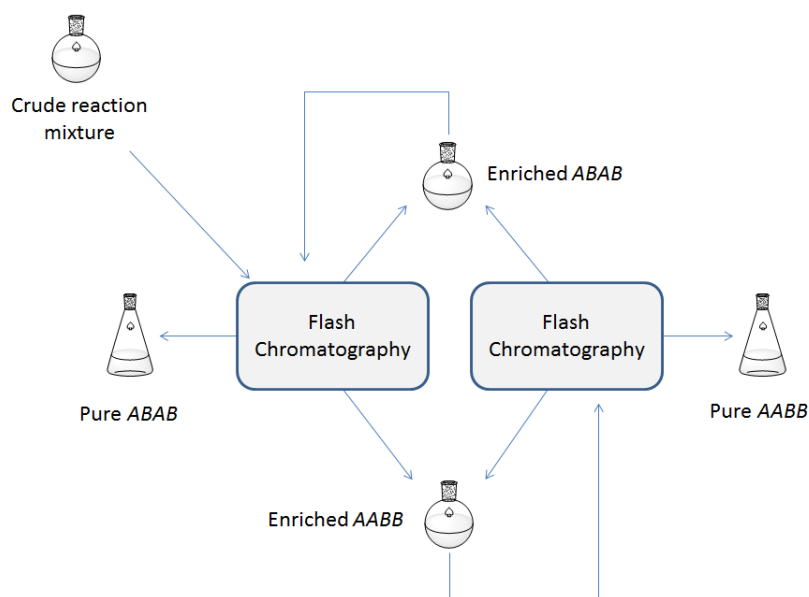 Crude reaction
mixture
Enriched ABAB
Flash
Chromatography
Flash
Chromatography
Pure ABAB
Pure AABB
Enriched AABB